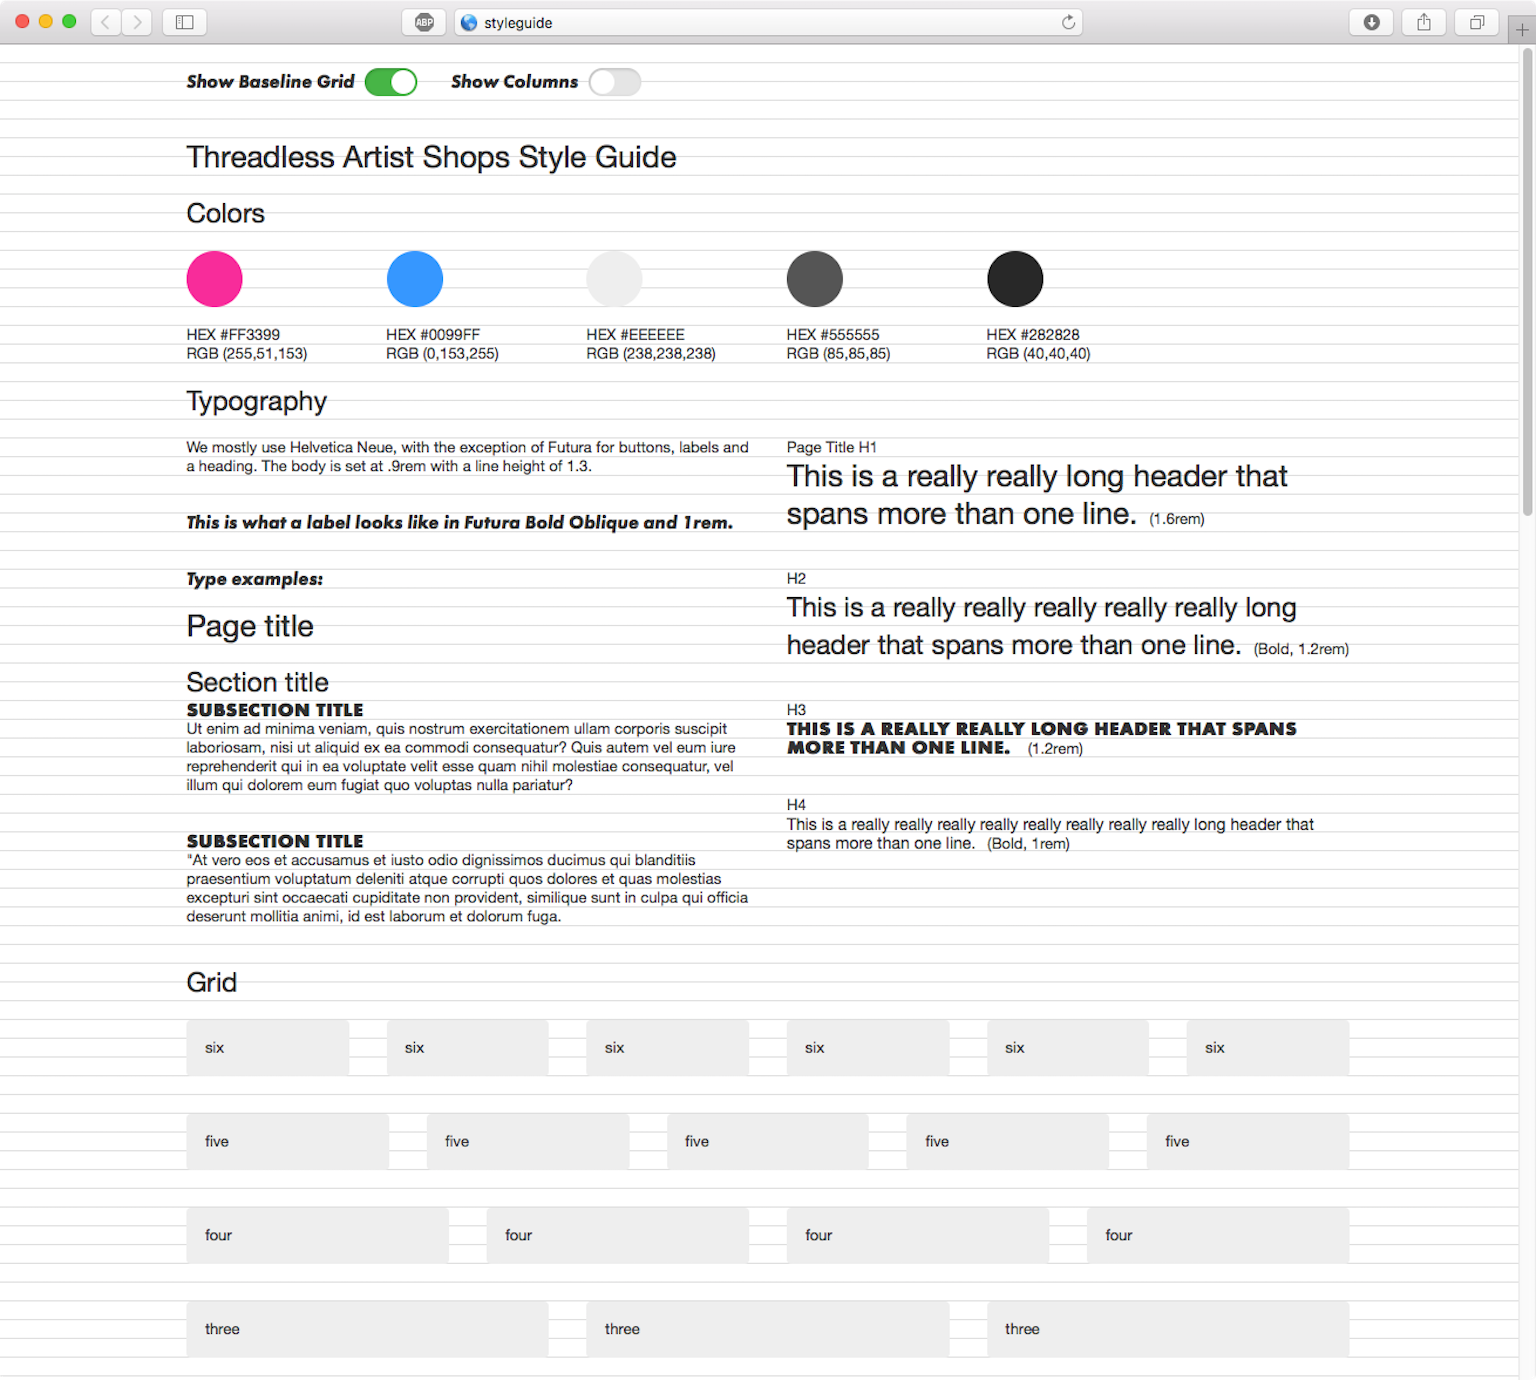 ABP
styleguide
Show Baseline Grid
Show Columns
Threadless Artist Shops Style Guide
Colors
HEX #FF3399
RGB (255,51,153)
HEX #0099FF
RGB (0,153,255)
HEX #EEEEEE
RGB (238,238,238)
HEX #555555
RGB (85,85,85)
HEX #282828
RGB (40,40,40)
Typography
We mostly use Helvetica Neue, with the exception of Futura for buttons, labels and
a heading. The body is set at .9rem with a line height of 1.3.
This is what a label looks like in Futura Bold Oblique and 1rem.
Type examples:
Page title
Section title
SUBSECTION TITLE
Ut enim ad minima veniam, quis nostrum exercitationem ullam corporis suscipit
laboriosam, nisi ut aliquid ex ea commodi consequatur? Quis autem vel eum iure
reprehenderit qui in ea voluptate velit esse quam nihil molestiae consequatur, vel
illum qui dolorem eum fugiat quo voluptas nulla pariatur?
SUBSECTION TITLE
"At vero eos et accusamus et iusto odio dignissimos ducimus qui blanditiis
praesentium voluptatum deleniti atque corrupti quos dolores et quas molestias
excepturi sint occaecati cupiditate non provident, similique sunt in culpa qui officia
deserunt mollitia animi, id est laborum et dolorum fuga.
Page Title H1
This is a really really long header that
spans more than one line. (1.6rem)
H2
This is a really really really really really long
header that spans more than one line. (Bold, 1.2rem)
H3
THIS IS A REALLY REALLY LONG HEADER THAT SPANS
MORE THAN ONE LINE. (1.2rem)
H4
This is a really really really really really really really really long header that
spans more than one line. (Bold, 1rem)
Grid
six six six six six six
five five five five five
four four four four
three three three